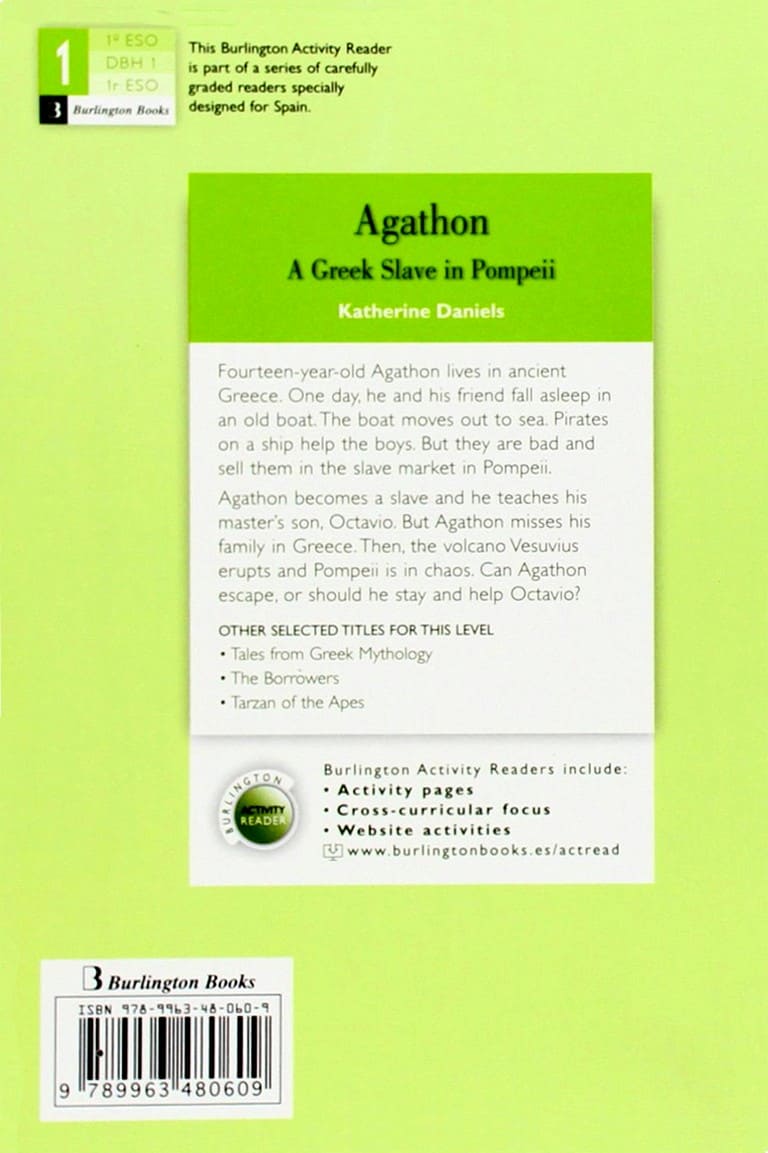 1
1º ESO
DBH 1
1r ESO
B Burlington Books
This Burlington Activity Reader
is part of a series of carefully
graded readers specially
designed for Spain.
Agathon
A Greek Slave in Pompeii
Katherine Daniels
Fourteen-year-old Agathon lives in ancient
Greece. One day, he and his friend fall asleep in
an old boat. The boat moves out to sea. Pirates
on a ship help the boys. But they are bad and
sell them in the slave market in Pompeii.
Agathon becomes a slave and he teaches his
master's son, Octavio. But Agathon misses his
family in Greece. Then, the volcano Vesuvius
erupts and Pompeii is in chaos. Can Agathon
escape, or should he stay and help Octavio?
OTHER SELECTED TITLES FOR THIS LEVEL
• Tales from Greek Mythology
• The Borrowers
• Tarzan of the Apes
BURLINGTON
ACTIVITY
READER
Burlington Activity Readers include:
• Activity pages
• Cross-curricular focus
• Website activities
www.burlingtonbooks.es/actread
B Burlington Books
ISBN 978-9963-48-060-9
9 789963 480609